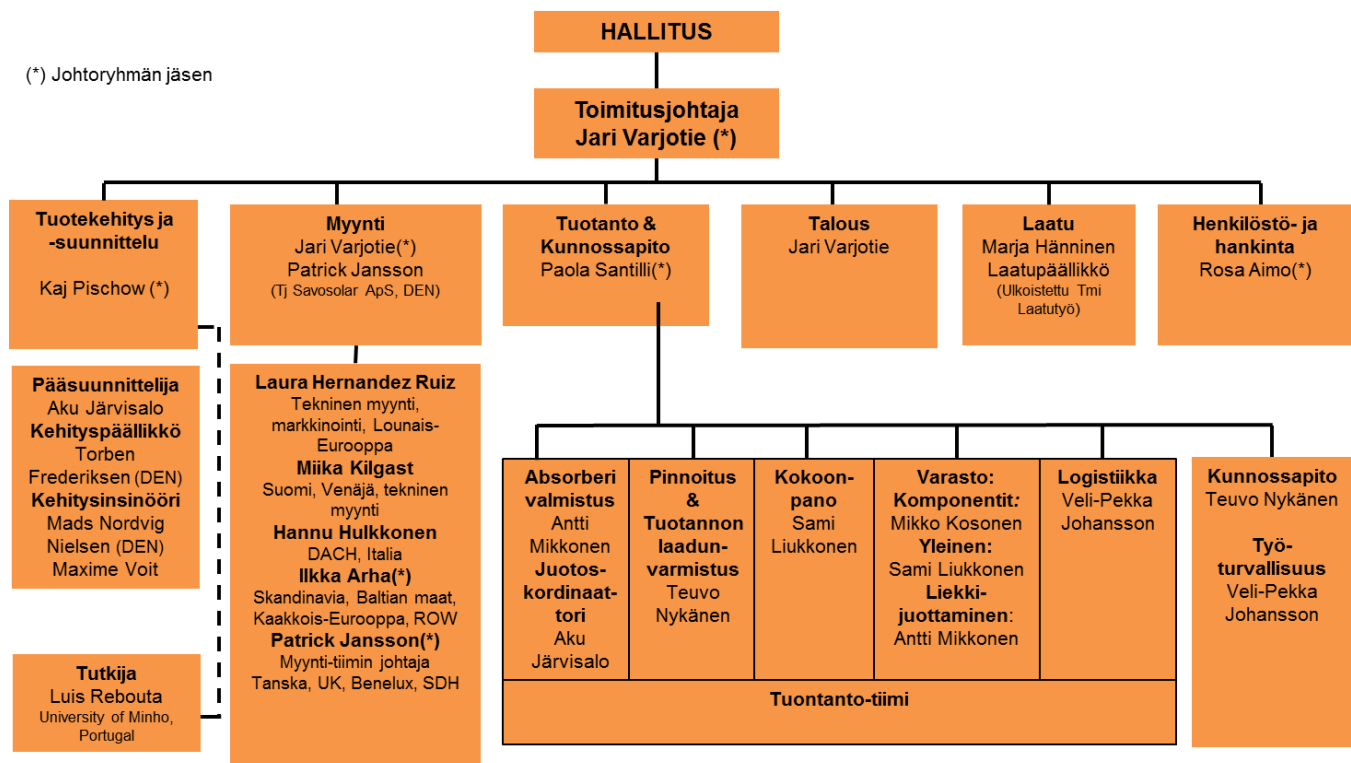 HALLITUS
(*) Johtoryhmän jäsen
Toimitusjohtaja
Jari Varjotie (*)
Tuotekehitys ja
-suunnittelu
Kaj Pischow (*)
Myynti
Jari Varjotie(*)
Patrick Jansson
(Tj Savosolar ApS, DEN)
Tuotanto &
Kunnossapito
Paola Santilli(*)
Talous
Jari Varjotie
Laatu
Marja Hänninen
Laatupäällikkö
(Ulkoistettu Tmi
Laatutyö)
Henkilöstö- ja
hankinta
Rosa Aimo(*)
Pääsuunnittelija
Aku Järvisalo
Kehityspäällikkö
Torben
Frederiksen (DEN)
Kehitysinsinööri
Mads Nordvig
Nielsen (DEN)
Maxime Voit
Tutkija
Luis Rebouta
University of Minho,
Portugal
Laura Hernandez Ruiz
Tekninen myynti,
markkinointi, Lounais-
Eurooppa
Miika Kilgast
Suomi, Venäjä, tekninen
myynti
Hannu Hulkkonen
DACH, Italia
Ilkka Arha(*)
Skandinavia, Baltian maat,
Kaakkois-Eurooppa, ROW
Patrick Jansson(*)
Myynti-tiimin johtaja
Tanska, UK, Benelux, SDH
Absorberi
valmistus
Antti
Mikkonen
Juotos-
kordinaat-
tori
Aku
Järvisalo
Pinnoitus
&
Tuotannon
laadun-
varmistus
Teuvo
Nykänen
Kokoon-
pano
Sami
Liukkonen
Varasto:
Komponentit:
Mikko Kosonen
Yleinen:
Sami Liukkonen
Liekki-
juottaminen:
Antti Mikkonen
Logistiikka
Veli-Pekka
Johansson
Tuontanto-tiimi
Kunnossapito
Teuvo Nykänen
Työ-
turvallisuus
Veli-Pekka
Johansson